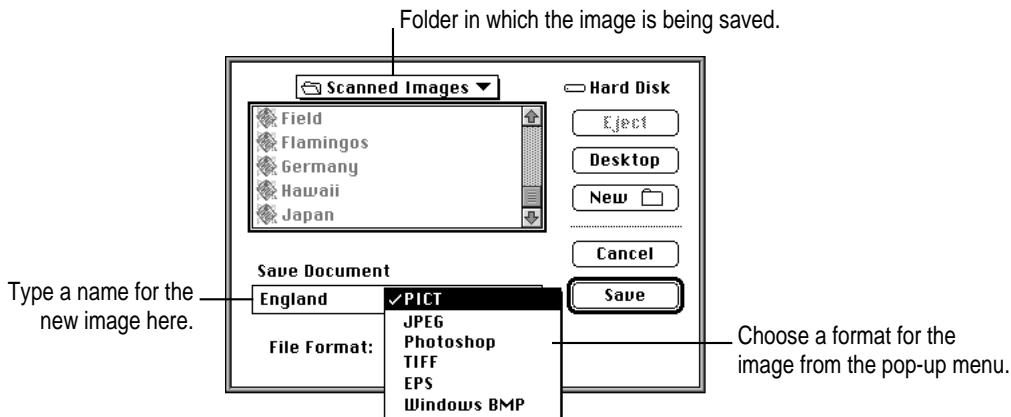 Folder in which the image is being saved.
Scanned Images
Hard Disk
Field
Flamingos
Germany
Hawaii
Japan
Eject
Desktop
New
Cancel
Save
Save Document
England
Type a name for the
new image here.
File Format:
✓PICT
JPEG
Photoshop
TIFF
EPS
Windows BMP
Choose a format for the
image from the pop-up menu.